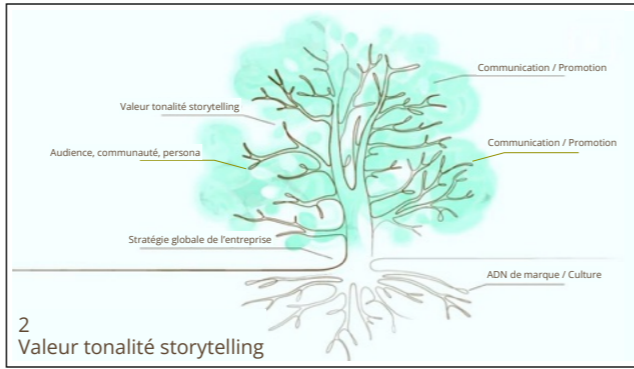 Communication / Promotion
Valeur tonalité storytelling
Audience, communauté, persona
Communication / Promotion
Stratégie globale de l'entreprise
ADN de marque / Culture
2
Valeur tonalité storytelling